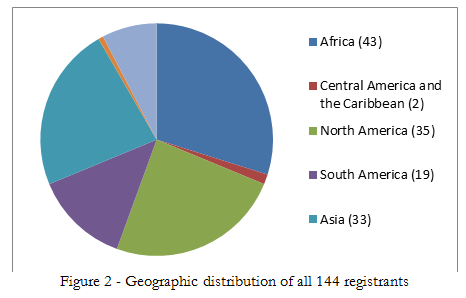 Africa (43)
Central America and
the Caribbean (2)
North America (35)
South America (19)
Asia (33)
Figure 2 - Geographic distribution of all 144 registrants